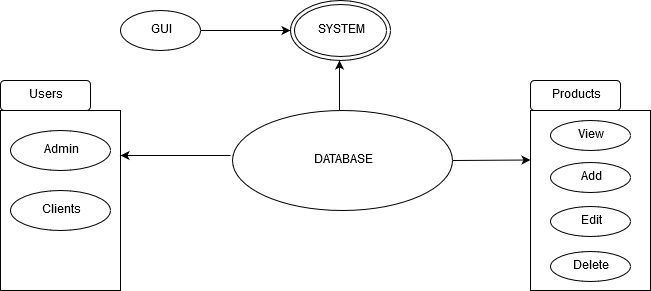 GUI
SYSTEM
Users
Admin
Clients
DATABASE
Products
View
Add
Edit
Delete